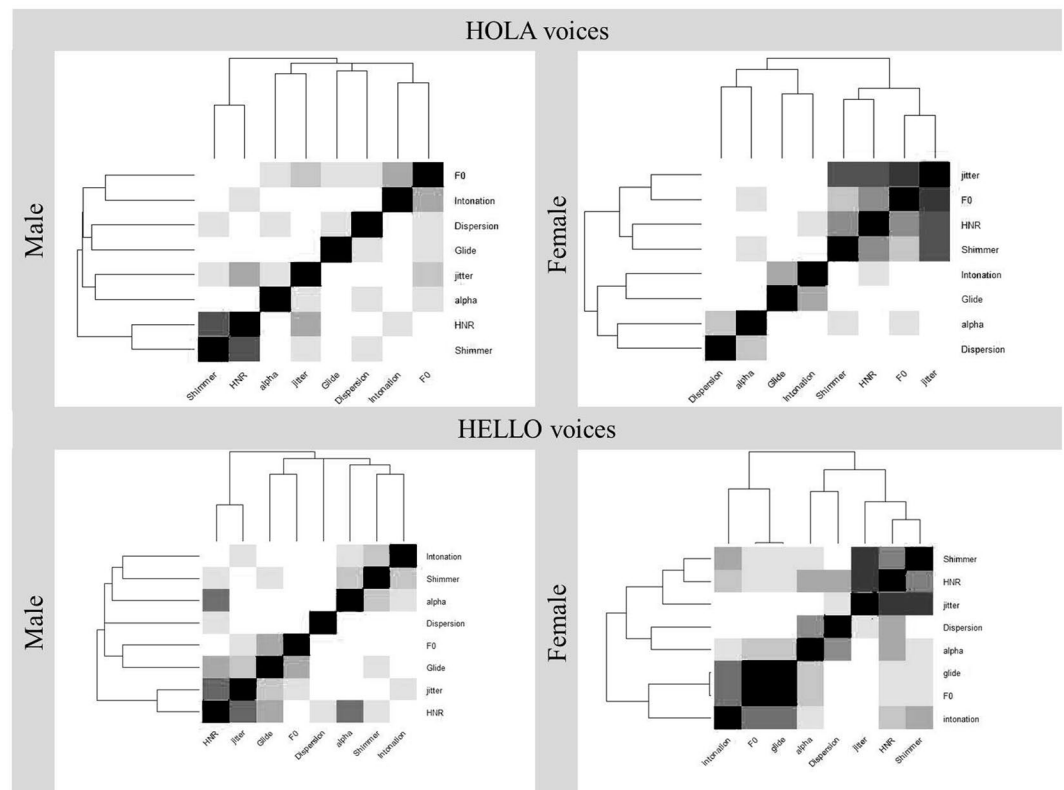 HOLA voices
Male
F0
Intonation
Dispersion
Glide
jitter
alpha
HNR
Shimmer
Shimmer HNR alpha jitter Glide Dispersion Intonation F0
Female
jitter
F0
HNR
Shimmer
Intonation
Glide
alpha
Dispersion
Dispersion alpha Glide Intonation Shimmer HNR F0 jitter
HELLO voices
Male
Intonation
Shimmer
alpha
Dispersion
F0
Glide
jitter
HNR
HNR jitter Glide F0 Dispersion alpha Shimmer Intonation
Female
Shimmer
HNR
jitter
Dispersion
alpha
glide
F0
intonation
intonation F0 glide alpha Dispersion jitter HNR Shimmer